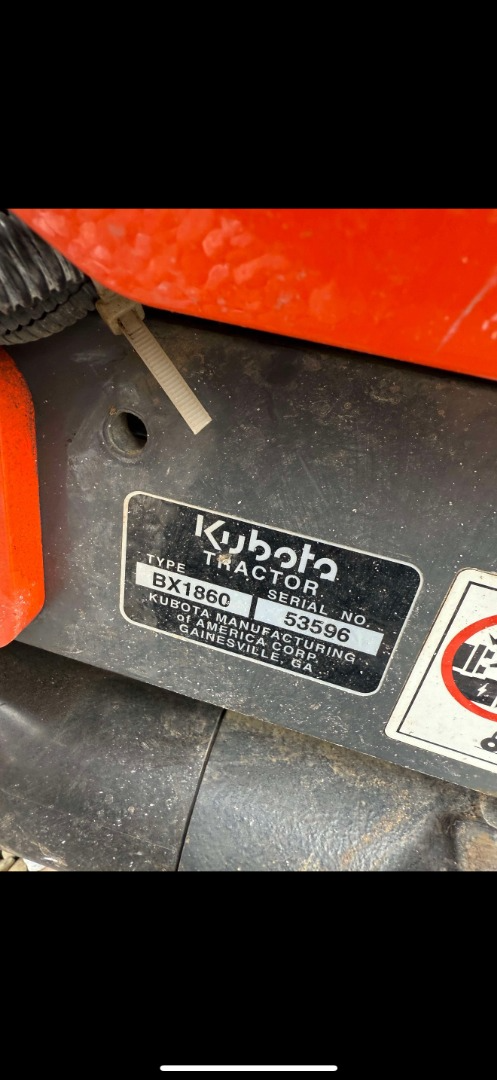 Kubota
TRACTOR
TYPE SERIAL NO.
BX1860 53596
KUBOTA MANUFACTURING
of AMERICA CORP.
GAINESVILLE, GA